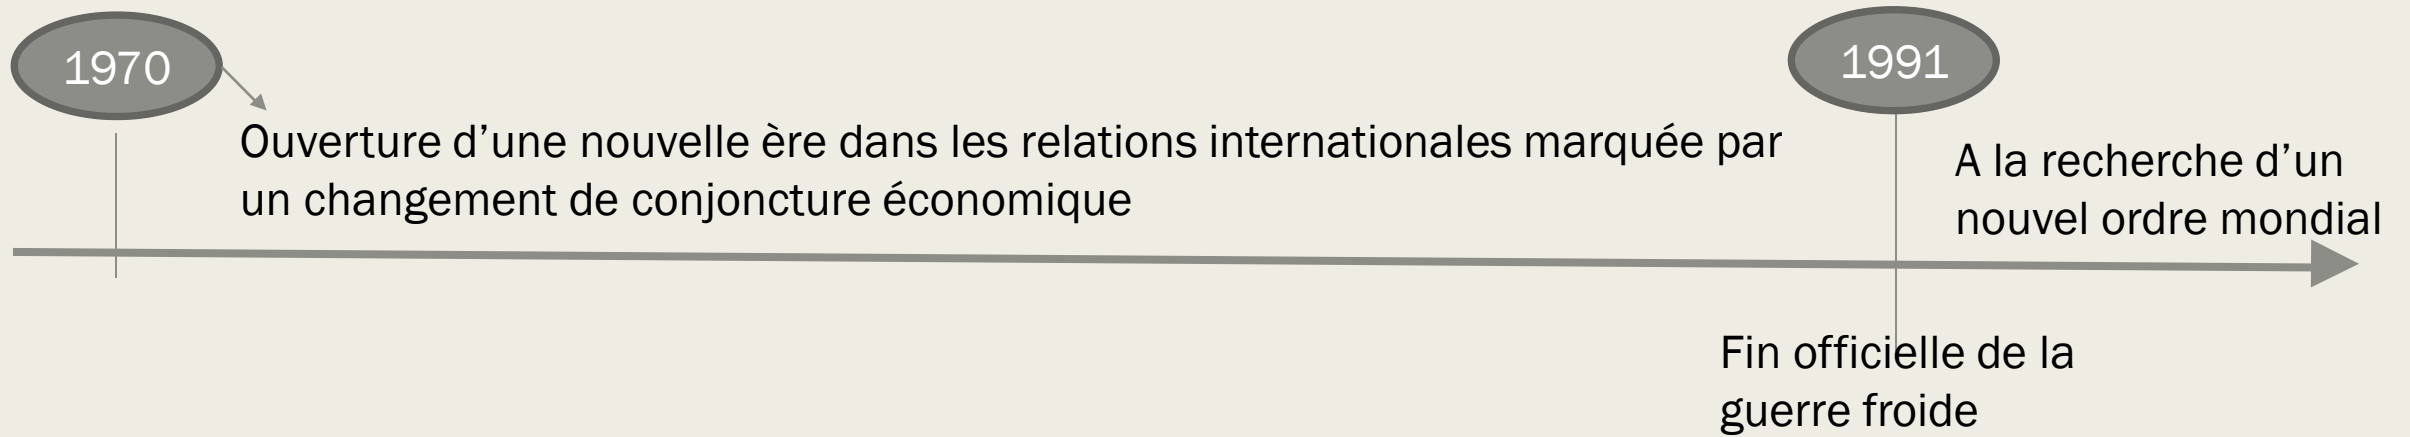 1970
1991
Ouverture d’une nouvelle ère dans les relations internationales marquée par
un changement de conjoncture économique
A la recherche d’un
nouvel ordre mondial
Fin officielle de la
guerre froide